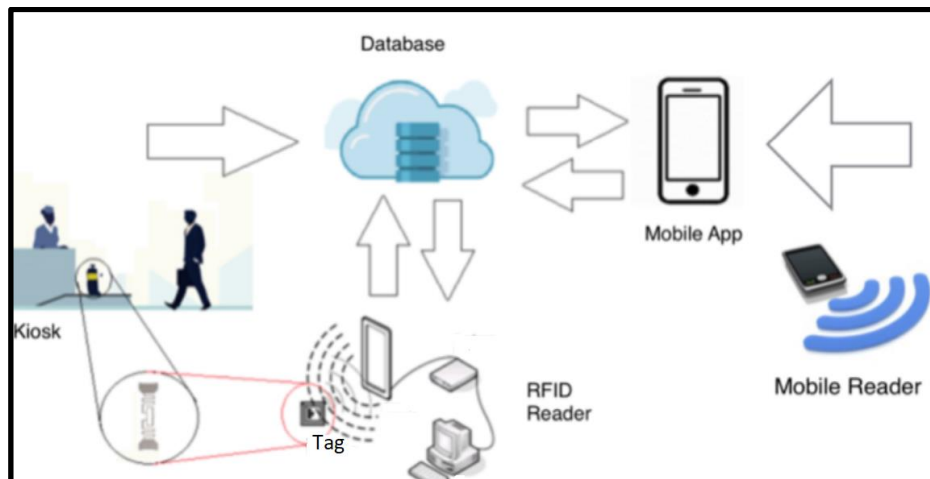 Database
Mobile App
Kiosk
RFID
Reader
Mobile Reader
Tag